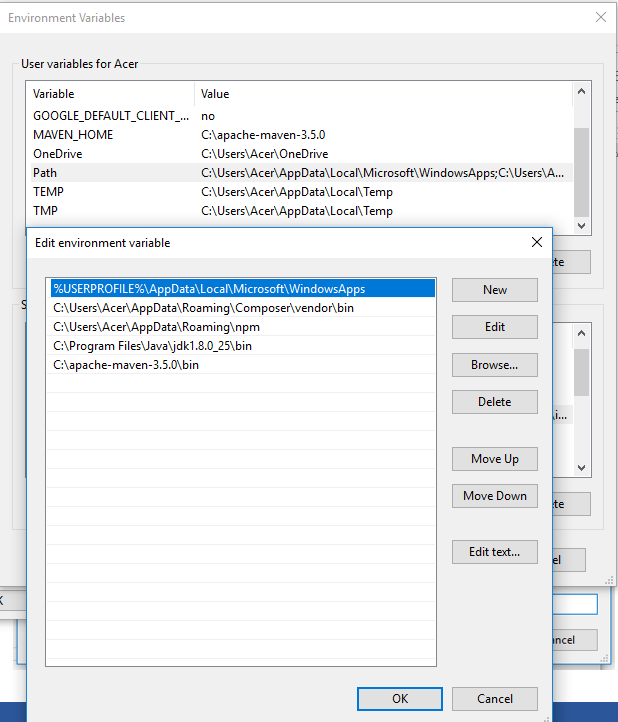 Environment Variables
User variables for Acer
Variable Value
GOOGLE_DEFAULT_CLIENT_... no
MAVEN_HOME C:\apache-maven-3.5.0
OneDrive C:\Users\Acer\OneDrive
Path C:\Users\Acer\AppData\Local\Microsoft\WindowsApps;C:\Users\A...
TEMP C:\Users\Acer\AppData\Local\Temp
TMP C:\Users\Acer\AppData\Local\Temp
Edit environment variable
%USERPROFILE%\AppData\Local\Microsoft\WindowsApps
C:\Users\Acer\AppData\Roaming\Composer\vendor\bin
C:\Users\Acer\AppData\Roaming\npm
C:\Program Files\Java\jdk1.8.0_25\bin
C:\apache-maven-3.5.0\bin
New
Edit
Browse...
Delete
Move Up
Move Down
Edit text...
OK
Cancel